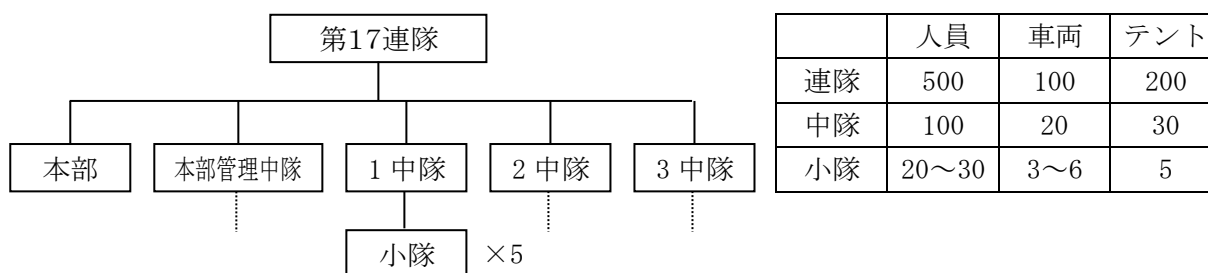 第17連隊
本部
本部管理中隊
1中隊
2中隊
3中隊
小隊 ×5
人員 車両 テント
連隊 500 100 200
中隊 100 20 30
小隊 20～30 3～6 5